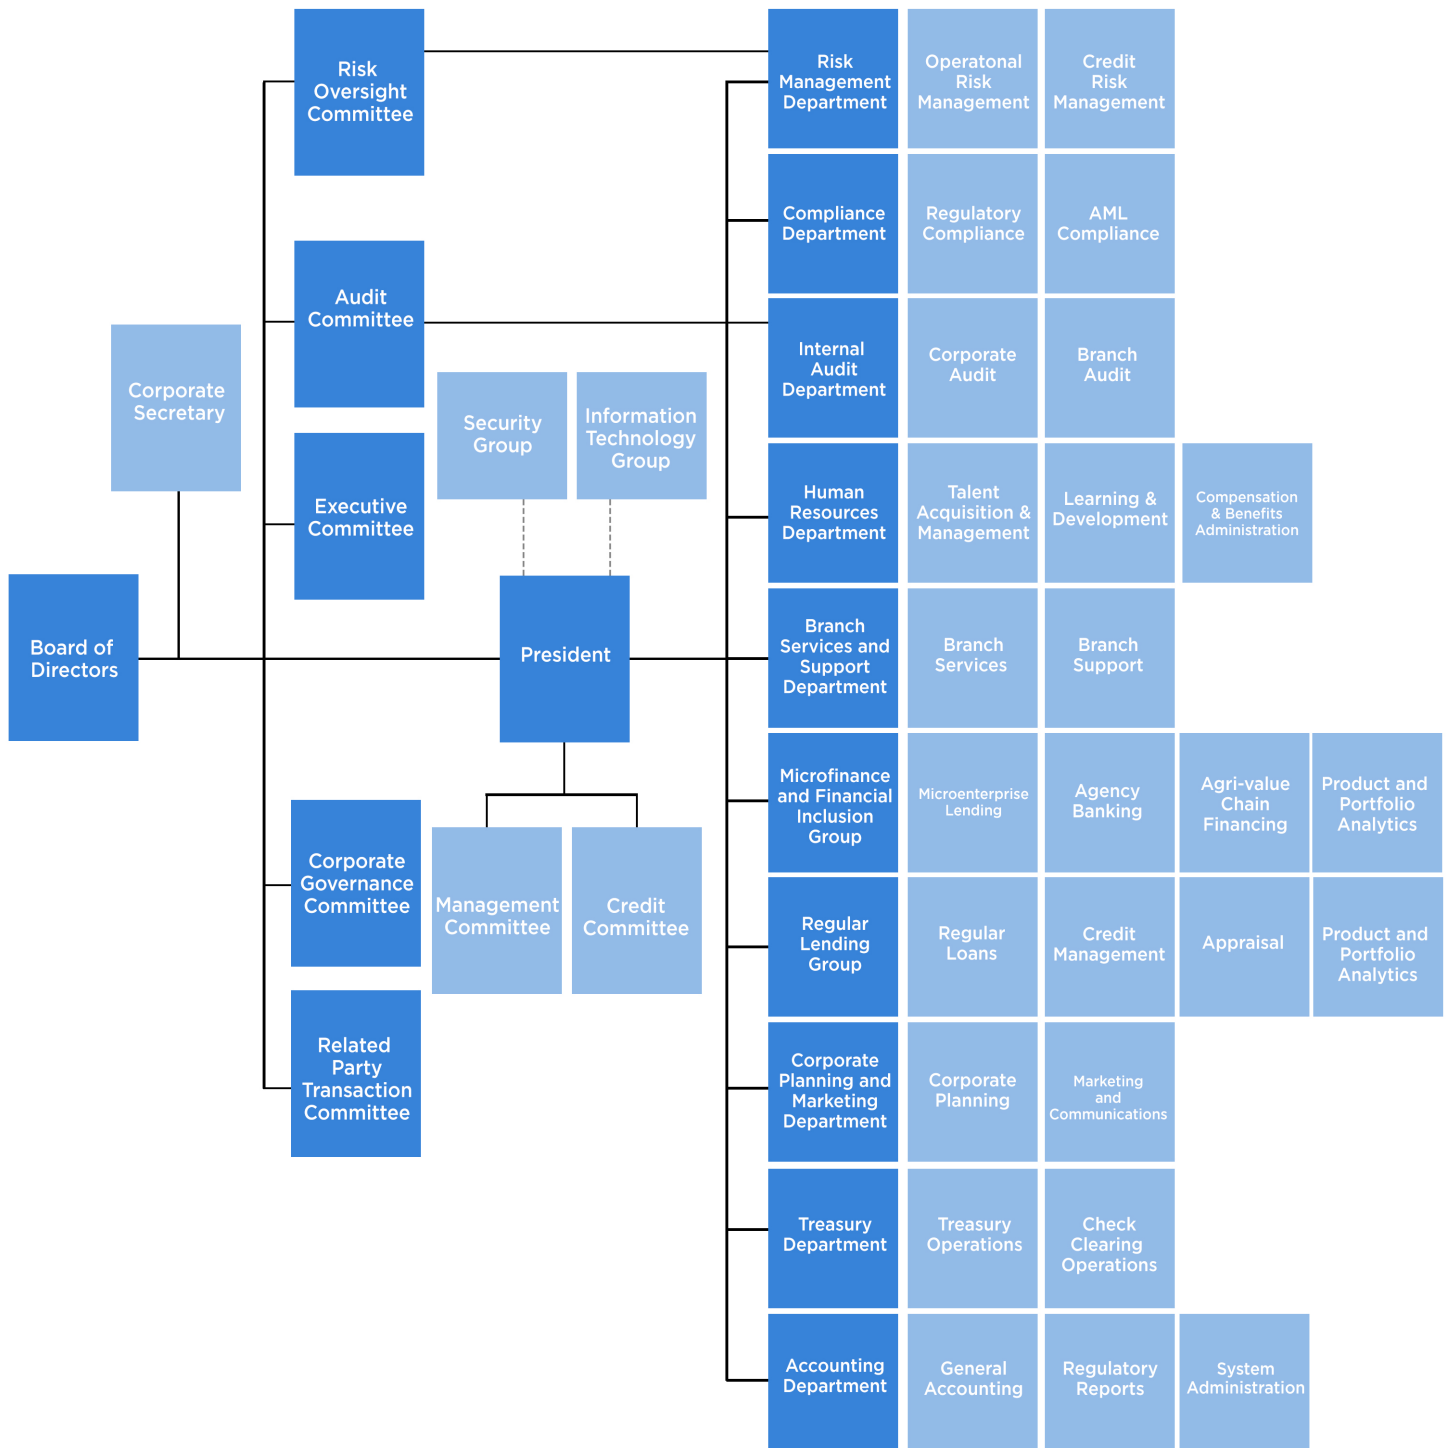 Risk
Oversight
Committee
Audit
Committee
Corporate
Secretary
Executive
Committee
Board of
Directors
Security
Group
Information
Technology
Group
President
Corporate
Governance
Committee
Management
Committee
Credit
Committee
Related
Party
Transaction
Committee
Risk
Management
Department
Operatonal
Risk
Management
Credit
Risk
Management
Compliance
Department
Regulatory
Compliance
AML
Compliance
Internal
Audit
Department
Corporate
Audit
Branch
Audit
Human
Resources
Department
Talent
Acquisition &
Management
Learning &
Development
Compensation
& Benefits
Administration
Branch
Services and
Support
Department
Branch
Services
Branch
Support
Microfinance
and Financial
Inclusion
Group
Microenterprise
Lending
Agency
Banking
Agri-value
Chain
Financing
Product and
Portfolio
Analytics
Regular
Lending
Group
Regular
Loans
Credit
Management
Appraisal
Product and
Portfolio
Analytics
Corporate
Planning and
Marketing
Department
Corporate
Planning
Marketing
and
Communications
Treasury
Department
Treasury
Operations
Check
Clearing
Operations
Accounting
Department
General
Accounting
Regulatory
Reports
System
Administration